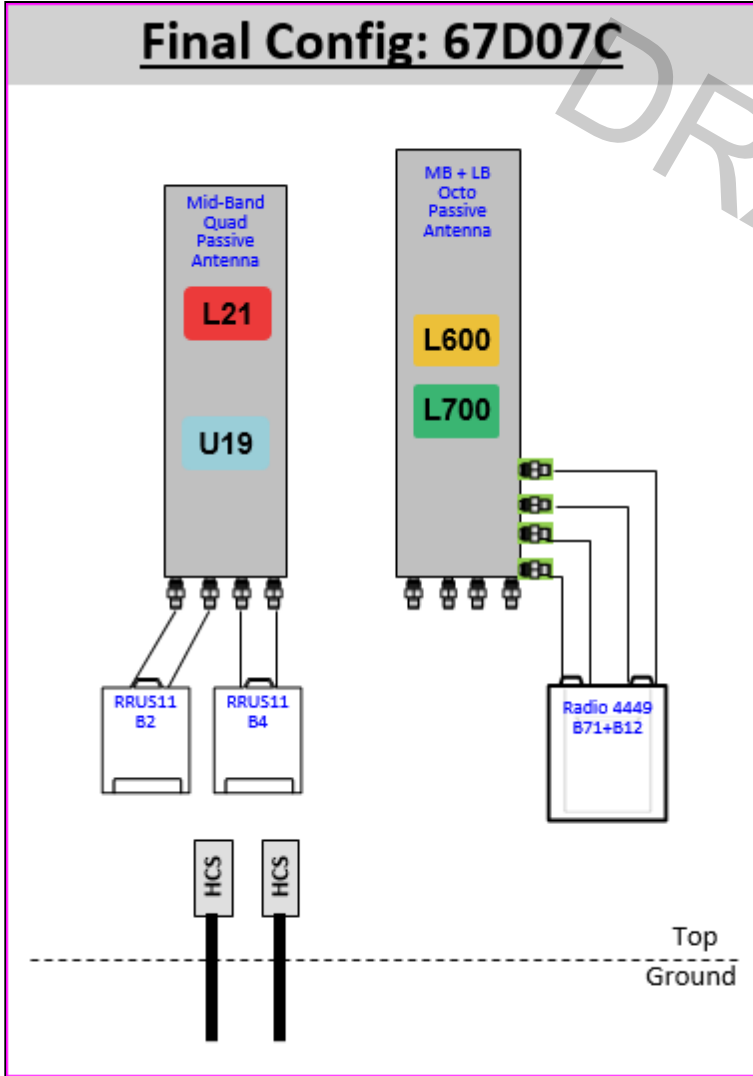 Final Config: 67D07C
Mid-Band
Quad
Passive
Antenna
L21
U19
MB + LB
Octo
Passive
Antenna
L600
L700
RRUS11
B2
RRUS11
B4
Radio 4449
B71+B12
HCS
HCS
Top
Ground